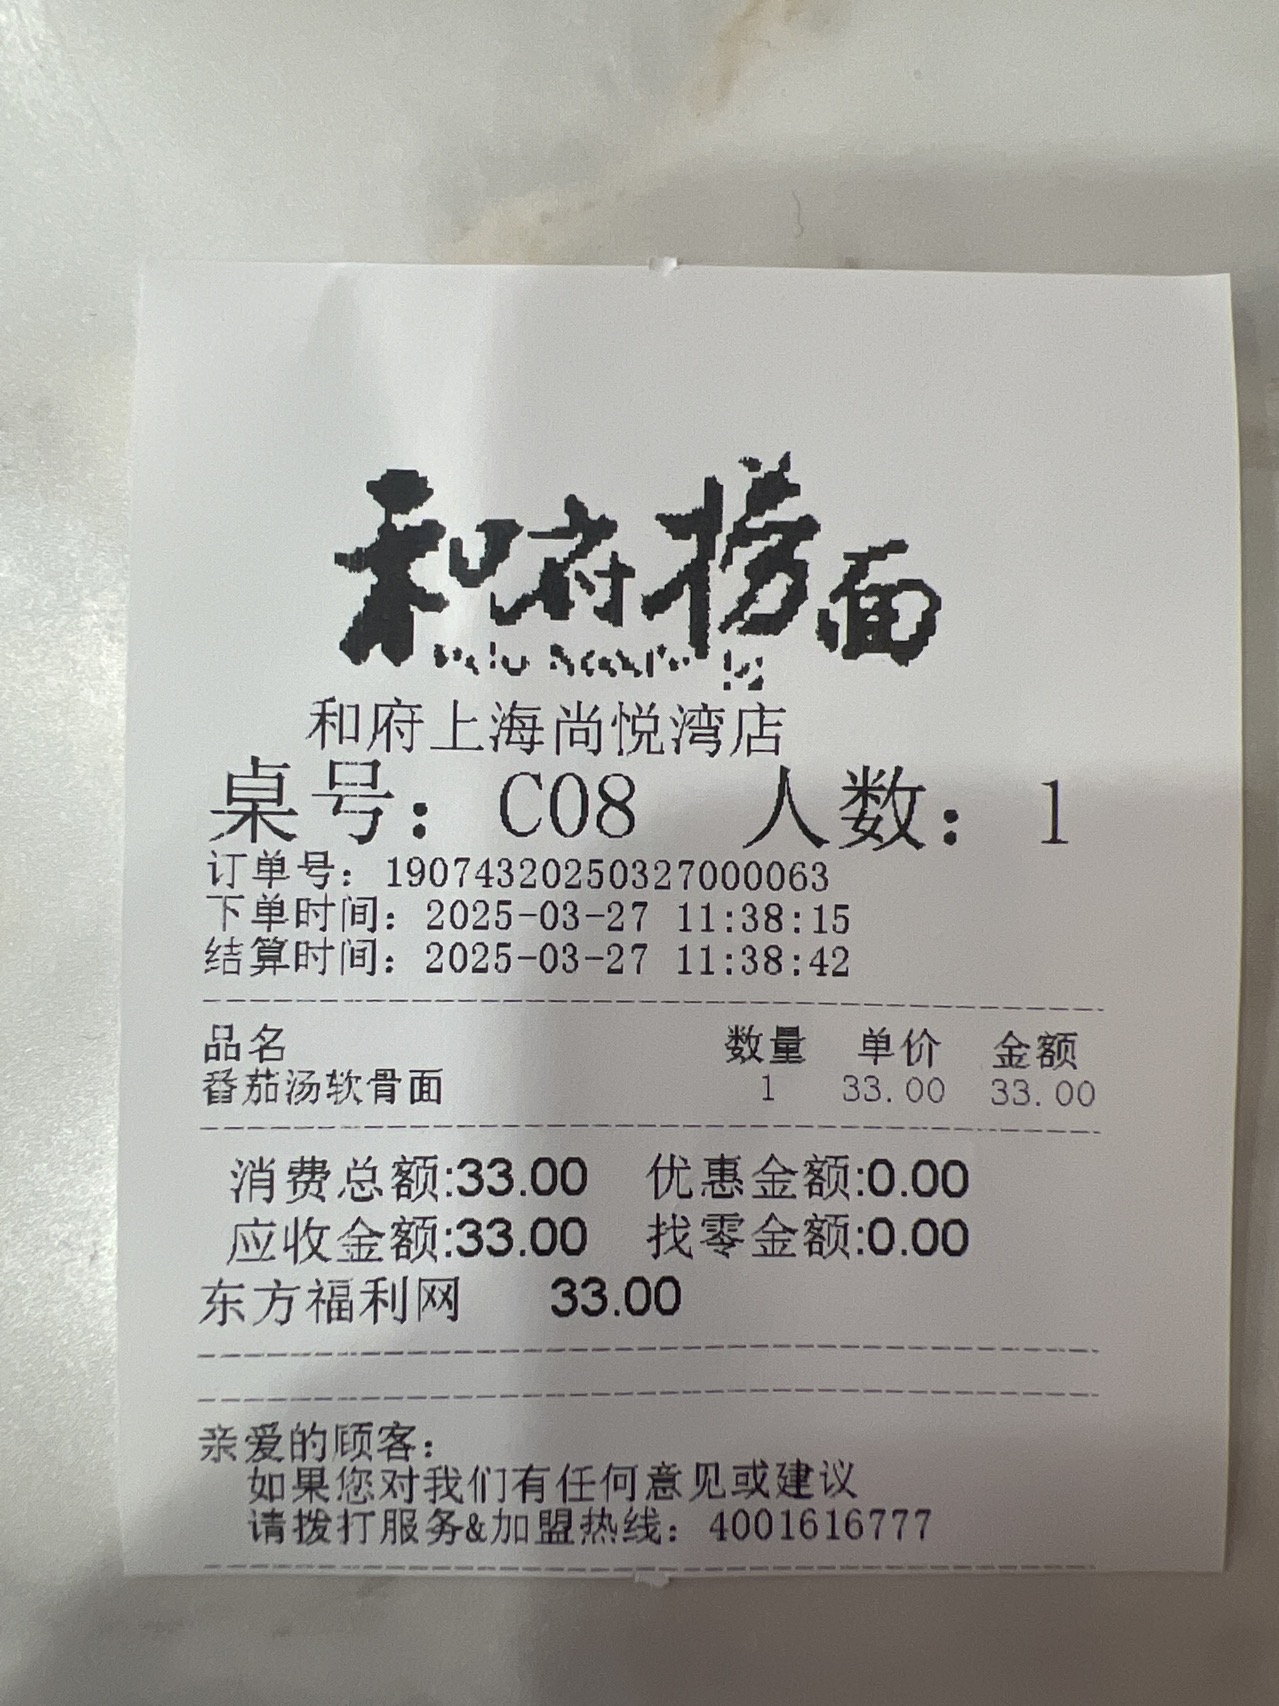 和府捞面
和府上海尚悦湾店
桌号：C08 人数：1
订单号：19074320250327000063
下单时间：2025-03-27 11:38:15
结算时间：2025-03-27 11:38:42
品名 数量 单价 金额
番茄汤软骨面 1 33.00 33.00
消费总额:33.00 优惠金额:0.00
应收金额:33.00 找零金额:0.00
东方福利网 33.00
亲爱的顾客：
如果您对我们有任何意见或建议
请拨打服务&加盟热线：4001616777